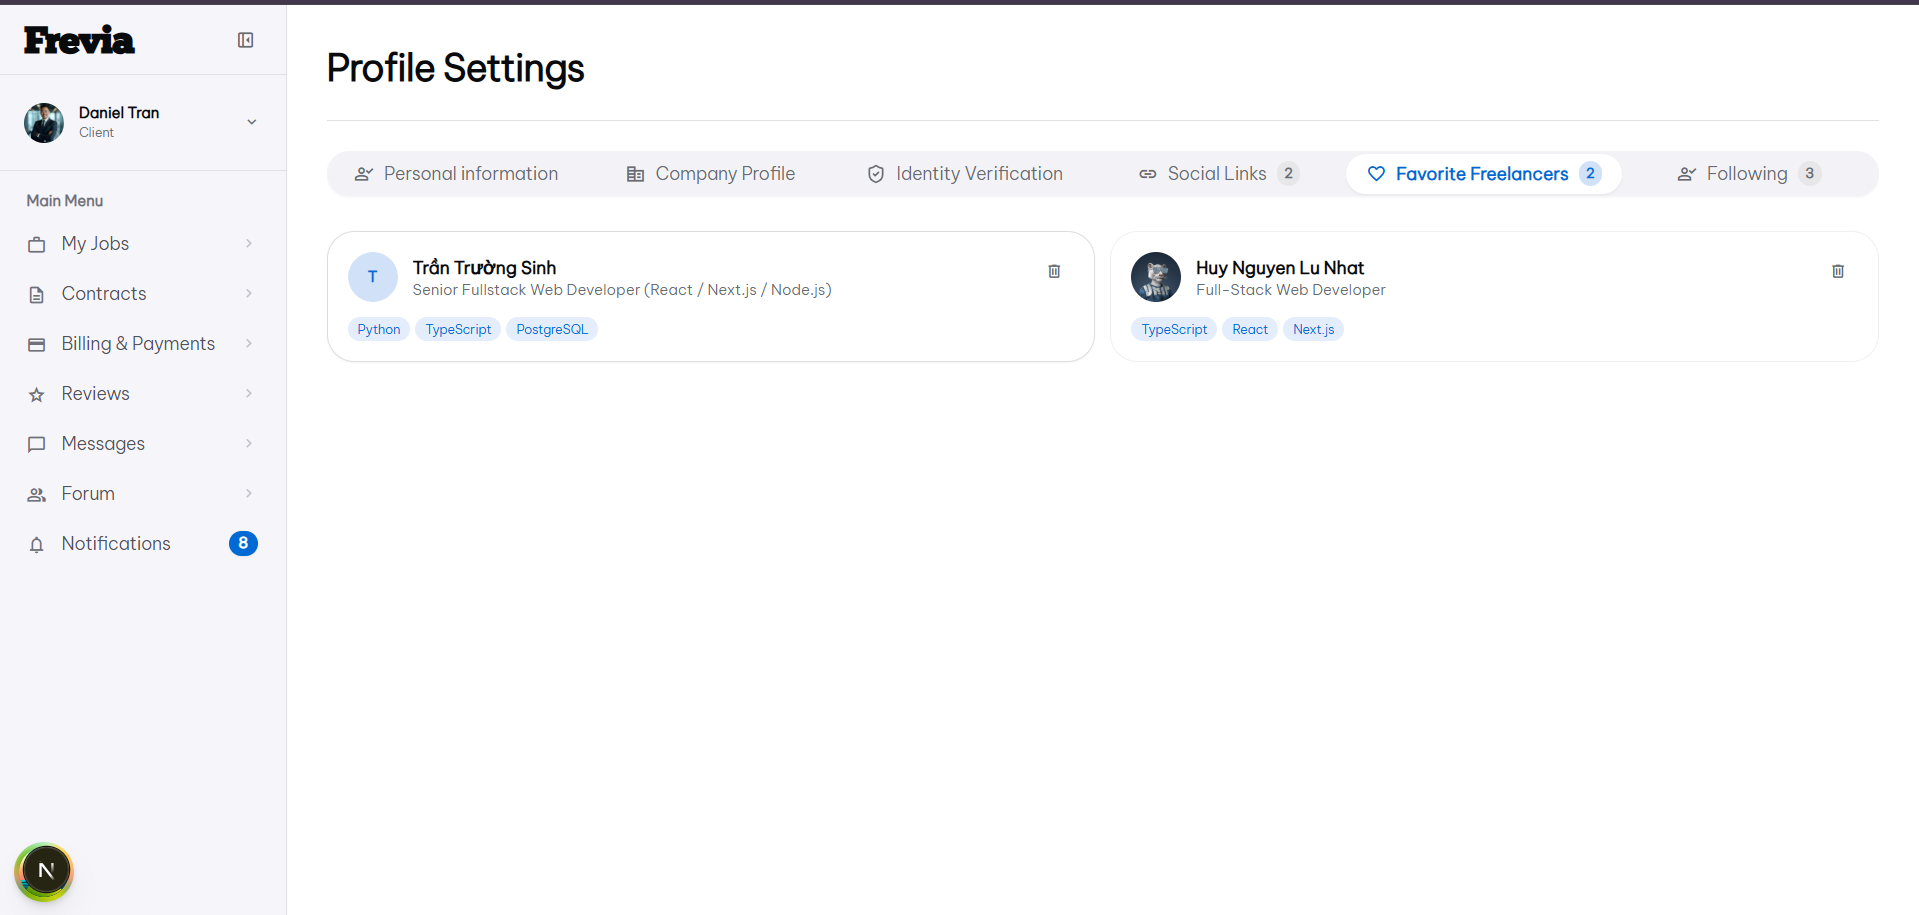 Frevia
Daniel Tran
Client
Main Menu
My Jobs
Contracts
Billing & Payments
Reviews
Messages
Forum
Notifications 8
N
Profile Settings
Personal information Company Profile Identity Verification Social Links 2 Favorite Freelancers 2 Following 3
T
Trần Trường Sinh
Senior Fullstack Web Developer (React / Next.js / Node.js)
Python TypeScript PostgreSQL
Huy Nguyen Lu Nhat
Full-Stack Web Developer
TypeScript React Next.js